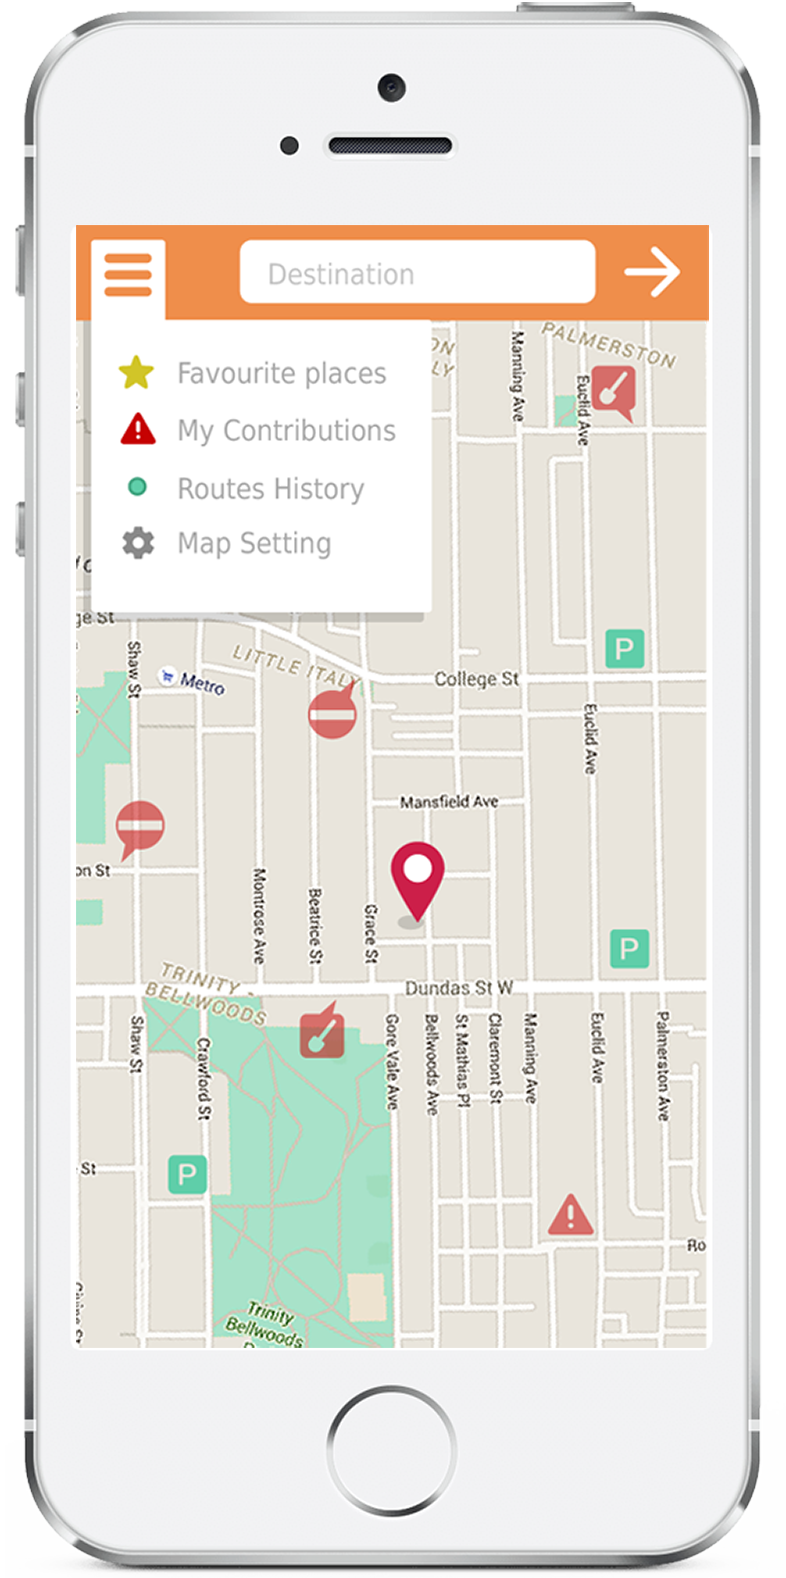 Destination
Favourite places
My Contributions
Routes History
Map Setting
PALMERSTON
Manning Ave
Euclid Ave
ge St
Shaw St
Metro
LITTLE ITALY
College St
P
Euclid Ave
Mansfield Ave
on St
Montrose Ave
Beatrice St
Grace St
P
TRINITY -
BELLWOODS
Dundas St W
Shaw St
Crawford St
Gore Vale Ave
Bellwoods Ave
St Mathias Pl
Claremont St
Manning Ave
Euclid Ave
Palmerston Ave
St
P
Ro
Trinity
Bellwoods